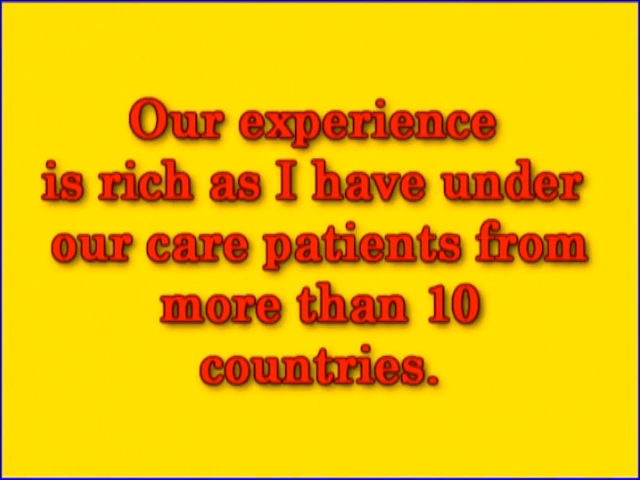 Our experience
is rich as I have under
our care patients from
more than 10
countries.